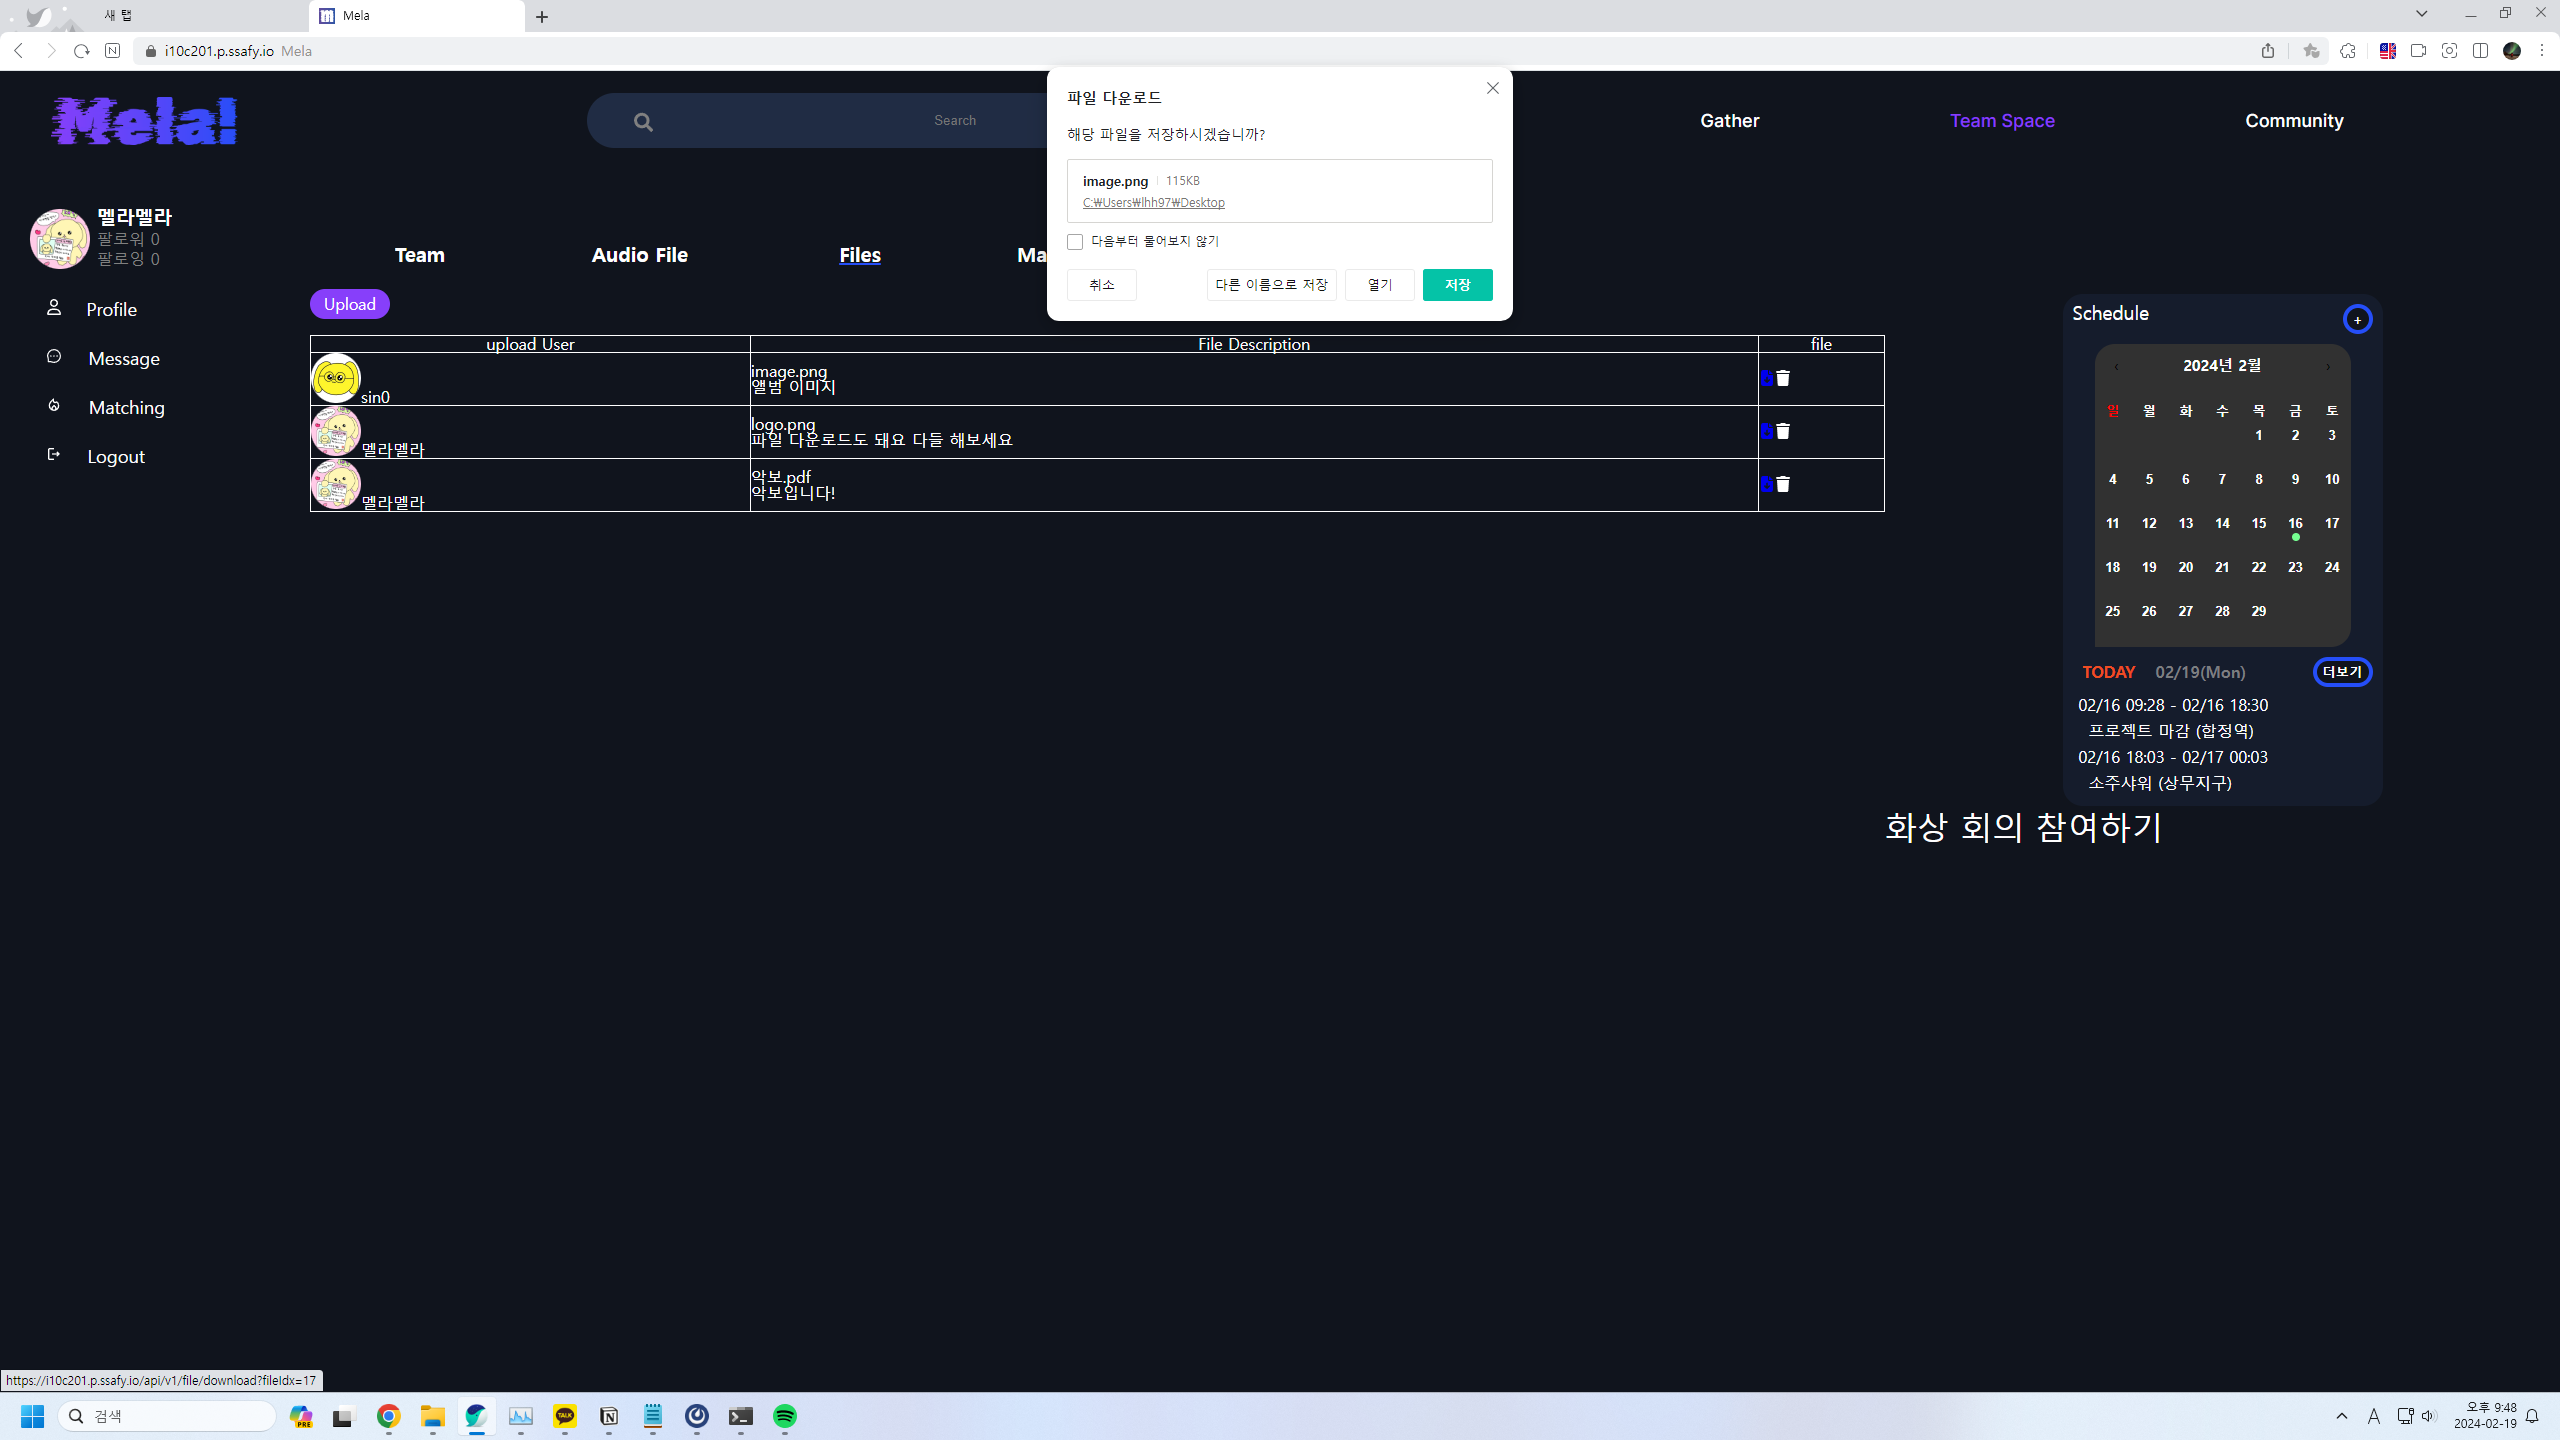 새 탭
Mela
i10c201.p.ssafy.io Mela
Mela!
Search
Gather
Team Space
Community
파일 다운로드
해당 파일을 저장하시겠습니까?
image.png 115KB
C:₩Users₩lhh97₩Desktop
다음부터 물어보지 않기
취소
다른 이름으로 저장
열기
저장
멜라멜라
팔로워 0
팔로잉 0
Profile
Message
Matching
Logout
Team
Audio File
Files
Ma
Upload
upload User
File Description
file
sin0
image.png
앨범 이미지
멜라멜라
logo.png
파일 다운로드도 돼요 다들 해보세요
멜라멜라
악보.pdf
악보입니다!
Schedule
+
‹ 2024년 2월 ›
일 월 화 수 목 금 토
1 2 3
4 5 6 7 8 9 10
11 12 13 14 15 16 17
18 19 20 21 22 23 24
25 26 27 28 29
TODAY 02/19(Mon) 더보기
02/16 09:28 - 02/16 18:30
프로젝트 마감 (합정역)
02/16 18:03 - 02/17 00:03
소주샤워 (상무지구)
화상 회의 참여하기
https://i10c201.p.ssafy.io/api/v1/file/download?fileIdx=17
검색
PRE
TALK
A
오후 9:48
2024-02-19